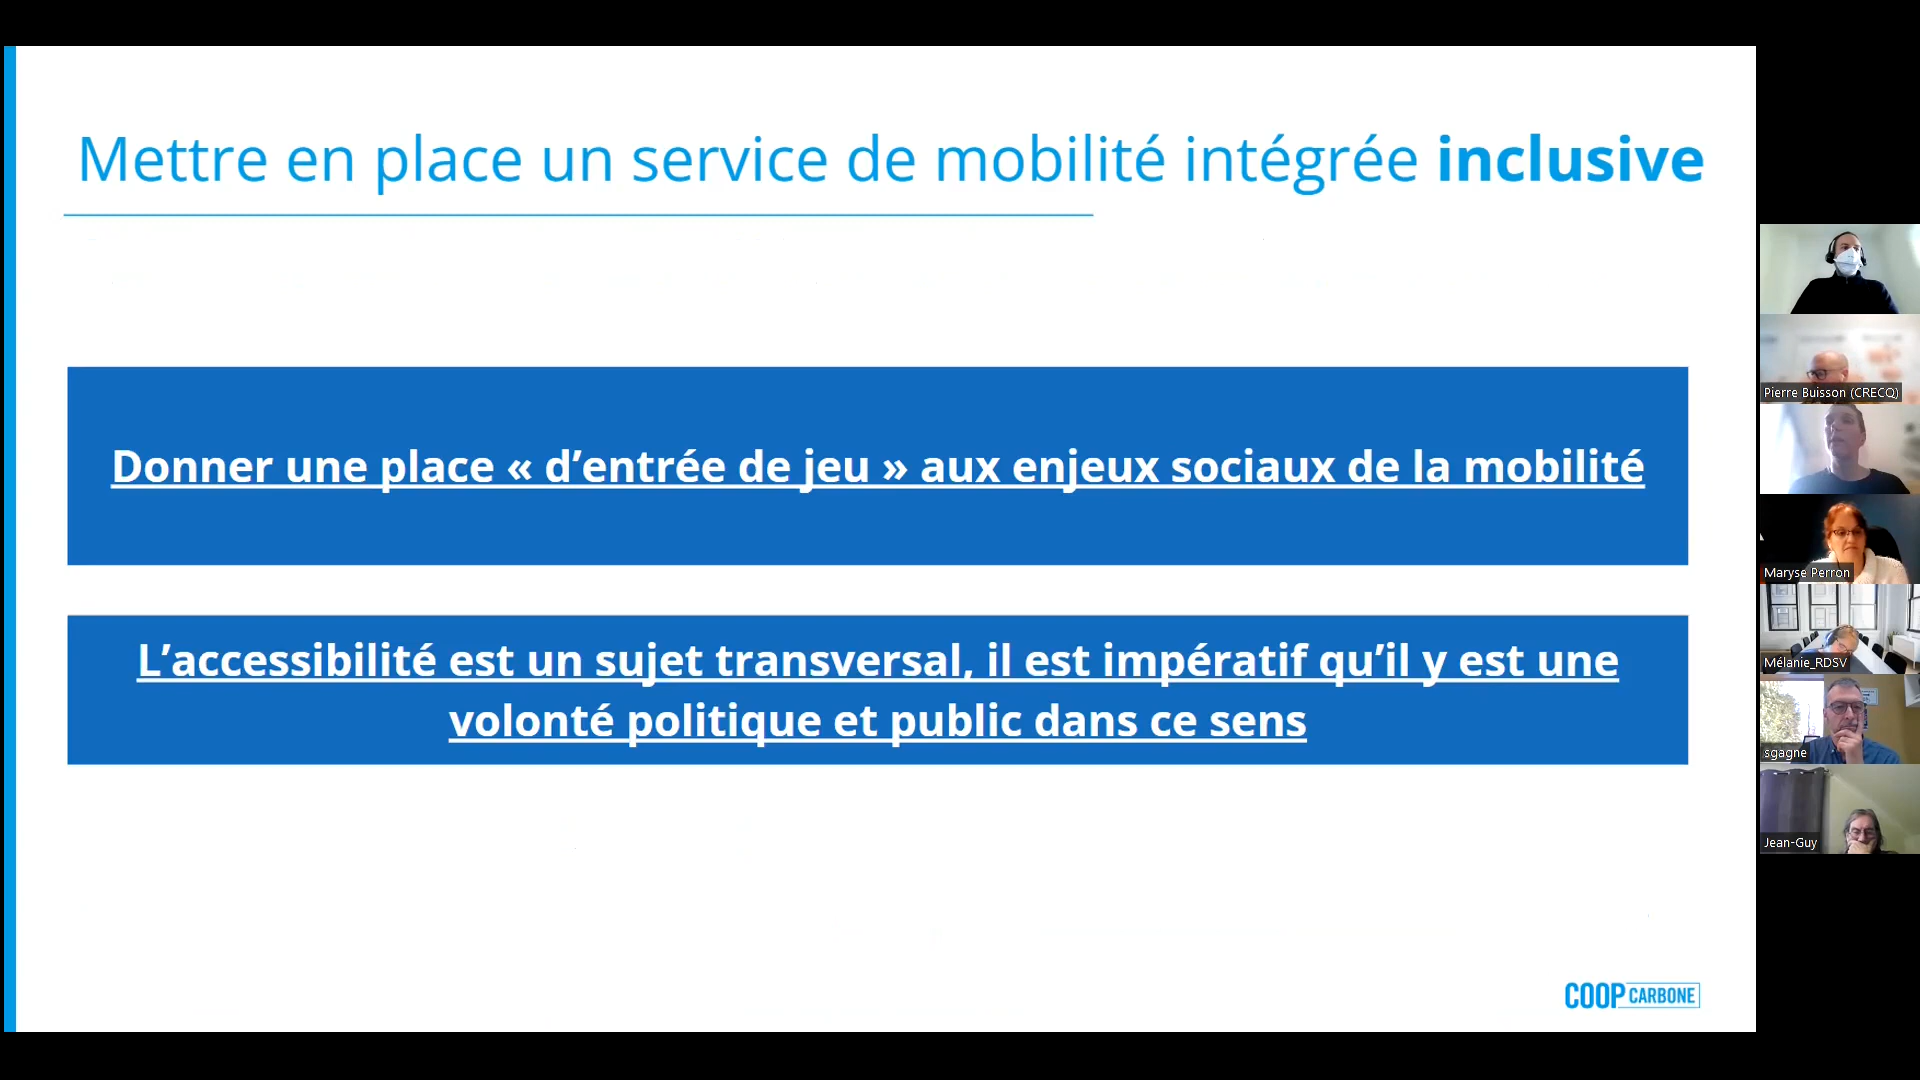 Mettre en place un service de mobilité intégrée inclusive
Donner une place « d’entrée de jeu » aux enjeux sociaux de la mobilité
L’accessibilité est un sujet transversal, il est impératif qu’il y est une
volonté politique et public dans ce sens
COOP CARBONE
Pierre Buisson (CRECQ)
Maryse Perron
Mélanie_RDSV
sgagne
Jean-Guy